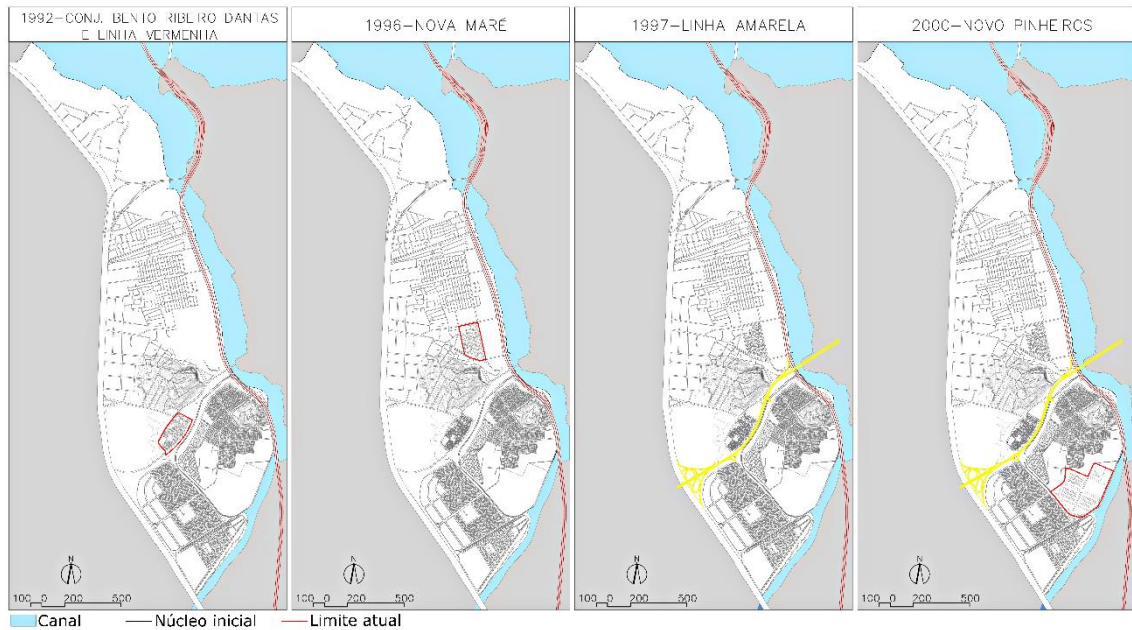 1992-CONJ. BENTO RIBEIRO DANTAS
E LINHA VERMENHA
1996-NOVA MARÉ
1997-LINHA AMARELA
2000-NOVO PINHEIROS
N
100 0 200 500
N
100 0 200 500
N
100 0 200 500
N
100 0 200 500
Canal
Núcleo inicial
Limite atual